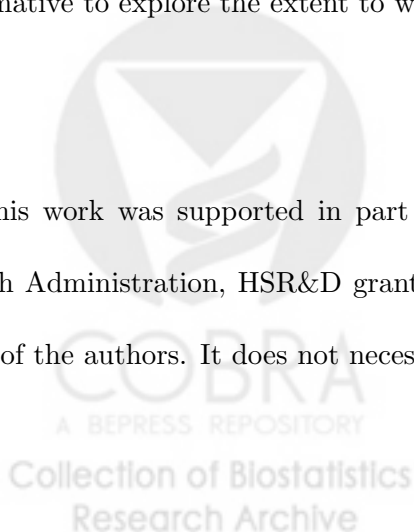 native to explore the extent to w
his work was supported in part
h Administration, HSR&D grant
of the authors. It does not neces
COBRA
A BEPRESS REPOSITORY
Collection of Biostatistics
Research Archive